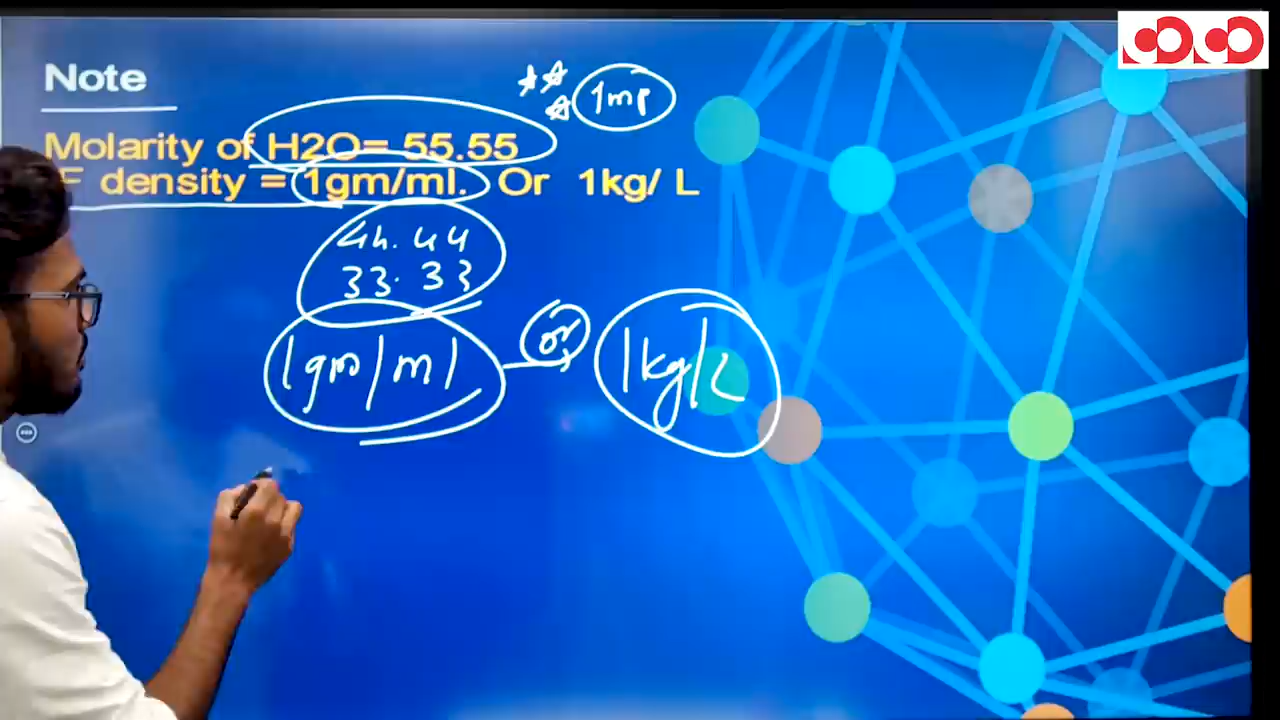 Note
1mp
Molarity of H2O= 55.55
F density = 1gm/ml. Or 1kg/ L
44.44
33.33
1gm/ml or 1kg/L